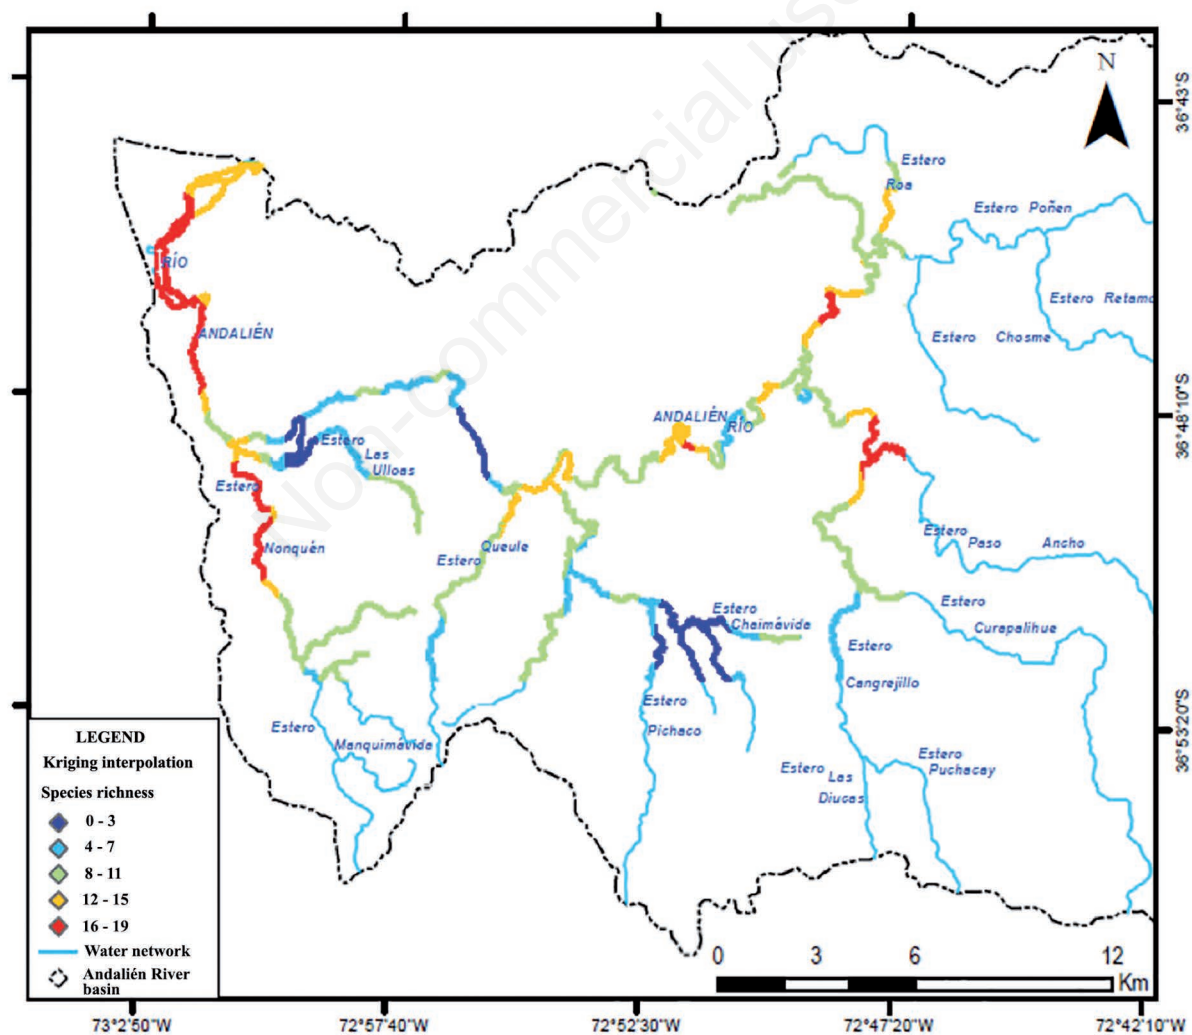 Non-commercial us
N
36°43'S
36°48'10"S
36°53'20"S
Estero
Roa
Estero Poñen
Estero Retamo
Estero Chosme
RÍO
ANDALIÉN
ANDALIÉN
RÍO
Estero
Las
Ulloas
Estero
Nonquén
Estero Queule
Estero
Paso Ancho
Estero
Chaimávida
Estero
Curapalihue
Estero
Cangrejillo
Estero
Pichaco
Estero
Manquimávida
Estero
Las
Diucas
Estero
Puchacay
LEGEND
Kriging interpolation
Species richness
0 - 3
4 - 7
8 - 11
12 - 15
16 - 19
Water network
Andalién River
basin
0 3 6 12
Km
73°2'50"W 72°57'40"W 72°52'30"W 72°47'20"W 72°42'10"W